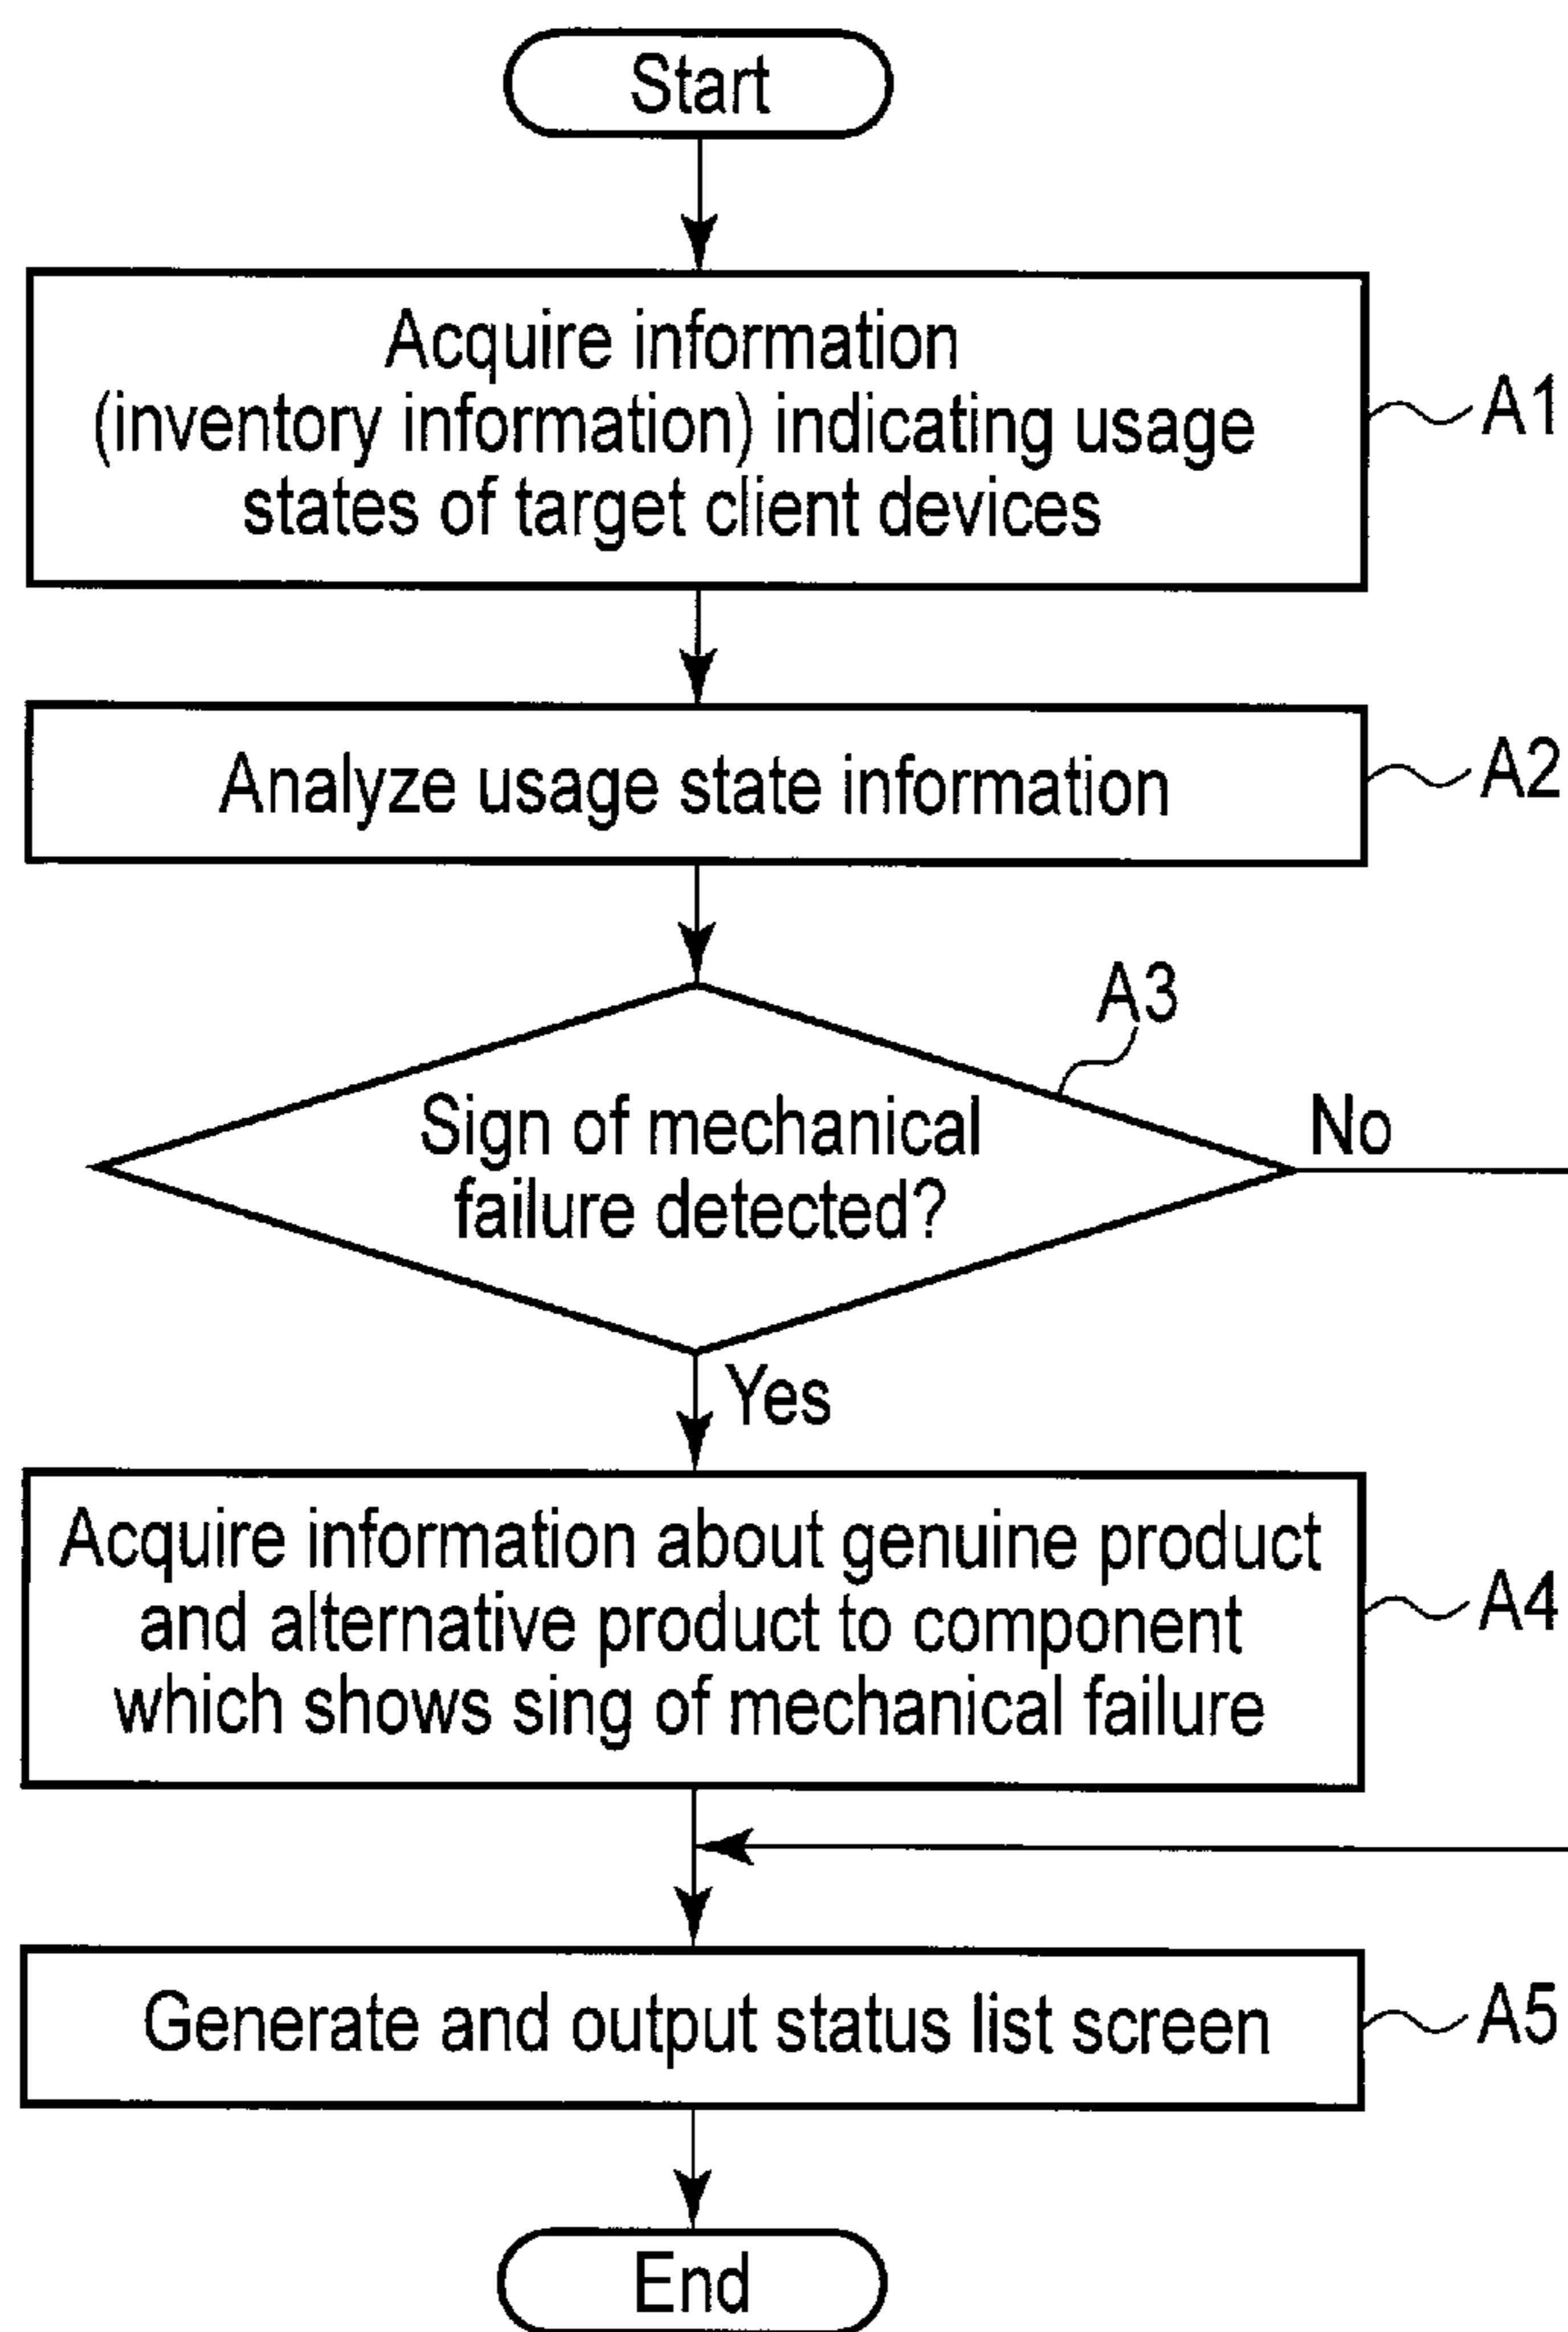 Start
Acquire information
(inventory information) indicating usage
states of target client devices
A1
Analyze usage state information
A2
A3
Sign of mechanical
failure detected?
No
Yes
Acquire information about genuine product
and alternative product to component
which shows sing of mechanical failure
A4
Generate and output status list screen
A5
End